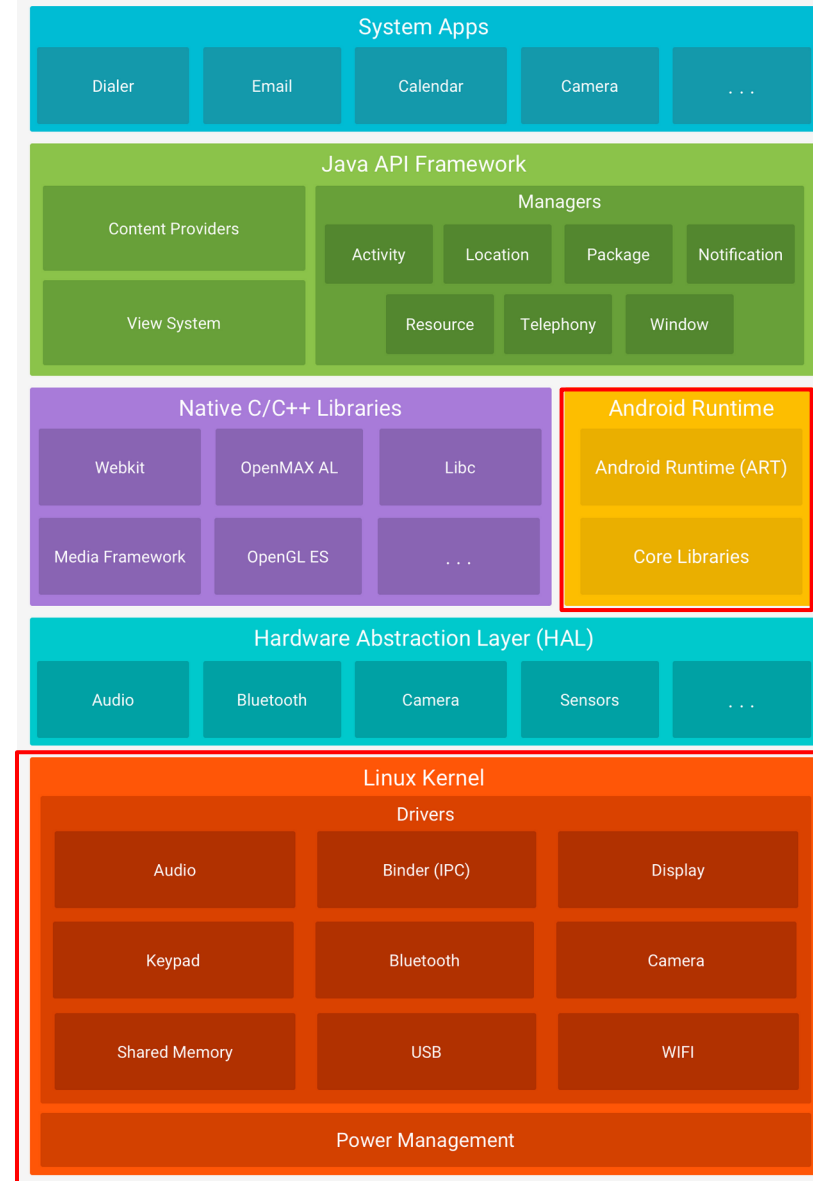 System Apps
Dialer
Email
Calendar
Camera
. . .
Java API Framework
Content Providers
View System
Managers
Activity
Location
Package
Notification
Resource
Telephony
Window
Native C/C++ Libraries
Webkit
OpenMAX AL
Libc
Media Framework
OpenGL ES
. . .
Android Runtime
Android Runtime (ART)
Core Libraries
Hardware Abstraction Layer (HAL)
Audio
Bluetooth
Camera
Sensors
. . .
Linux Kernel
Drivers
Audio
Binder (IPC)
Display
Keypad
Bluetooth
Camera
Shared Memory
USB
WIFI
Power Management